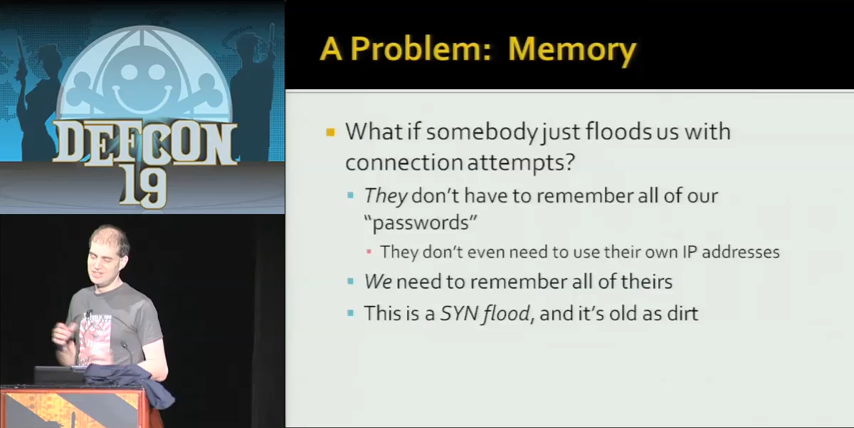 DEFCON
19
A Problem: Memory
What if somebody just floods us with
connection attempts?
They don't have to remember all of our
“passwords”
They don't even need to use their own IP addresses
We need to remember all of theirs
This is a SYN flood, and it's old as dirt